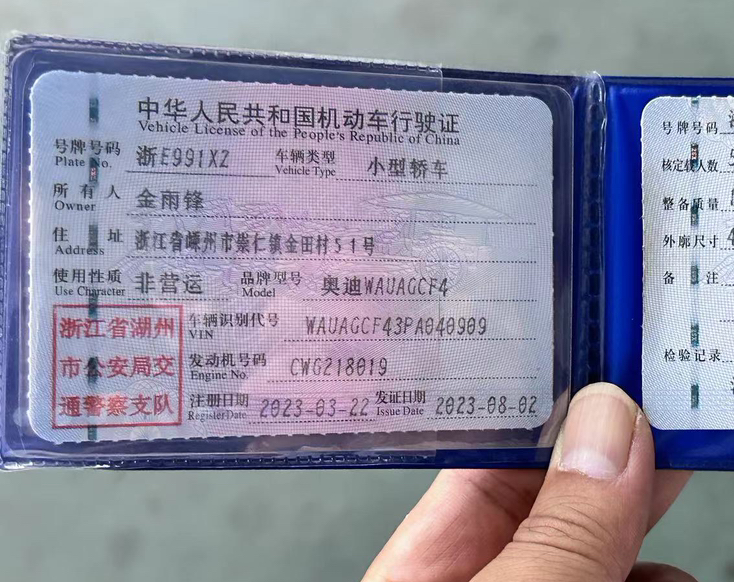 中华人民共和国机动车行驶证
Vehicle License of the People's Republic of China
号牌号码 浙E991XZ 车辆类型 小型轿车
Plate No. Vehicle Type
所有人 金雨锋
Owner
住址 浙江省嵊州市崇仁镇金田村51号
Address
使用性质 非营运 品牌型号 奥迪WAUAGCF4
Use Character Model
浙江省湖州
市公安局交
通警察支队
车辆识别代号 WAUAGCF43PA040909
VIN
发动机号码 CWG218019
Engine No.
注册日期 2023-03-22 发证日期 2023-08-02
Register Date Issue Date
号牌号码
核定载人数
整备质量
外廓尺寸
备注
检验记录